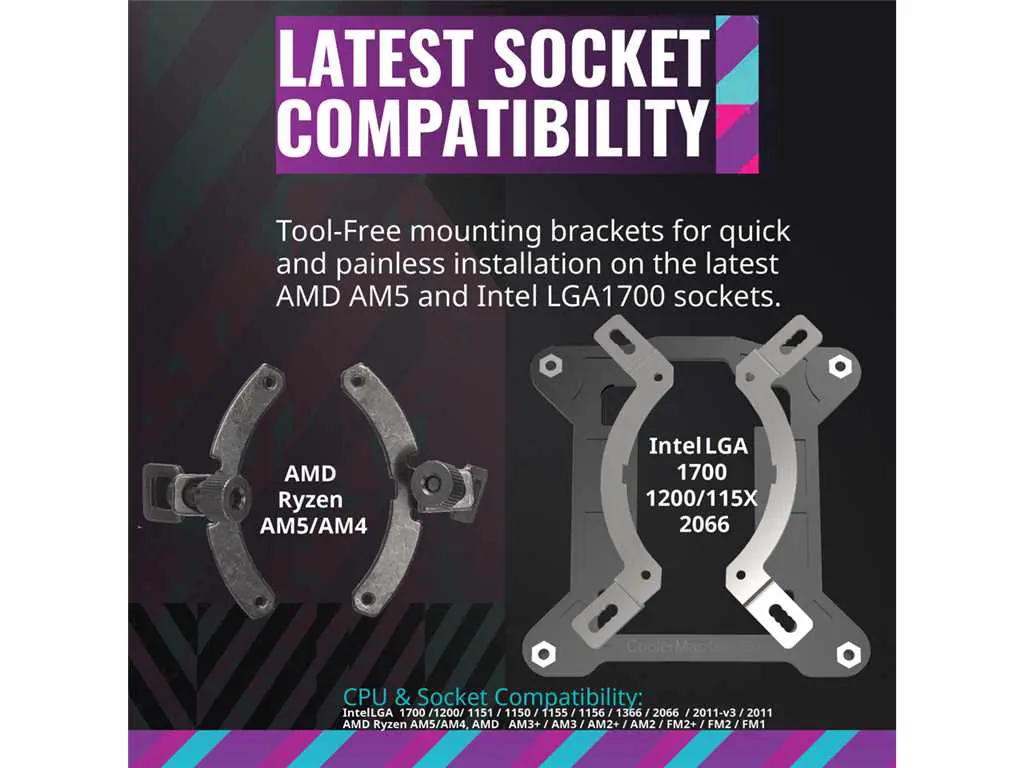 LATEST SOCKET
COMPATIBILITY
Tool-Free mounting brackets for quick
and painless installation on the latest
AMD AM5 and Intel LGA1700 sockets.
AMD
Ryzen
AM5/AM4
Intel LGA
1700
1200/115X
2066
CoolerMaster
CPU & Socket Compatibility:
IntelLGA 1700 /1200/ 1151 / 1150 / 1155 / 1156 / 1366 / 2066 / 2011-v3 / 2011
AMD Ryzen AM5/AM4, AMD AM3+ / AM3 / AM2+ / AM2 / FM2+ / FM2 / FM1